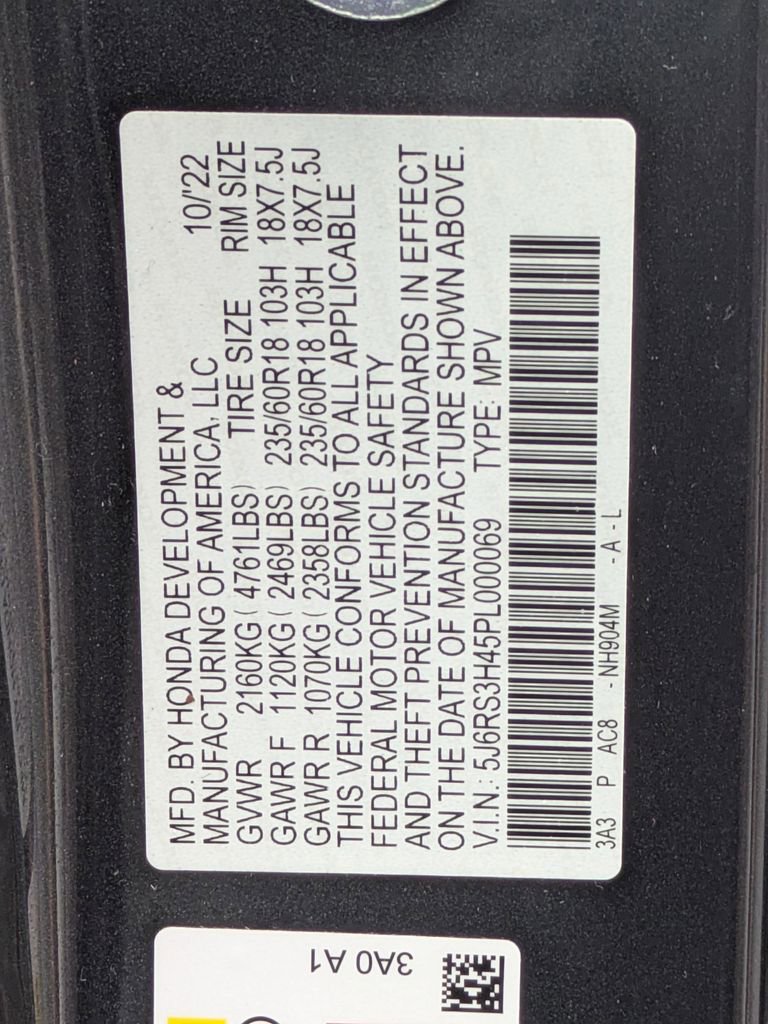 MFD. BY HONDA DEVELOPMENT &
MANUFACTURING OF AMERICA, LLC 10/'22
GVWR 2160KG ( 4761LBS) TIRE SIZE RIM SIZE
GAWR F 1120KG ( 2469LBS) 235/60R18 103H 18X7.5J
GAWR R 1070KG ( 2358LBS) 235/60R18 103H 18X7.5J
THIS VEHICLE CONFORMS TO ALL APPLICABLE
FEDERAL MOTOR VEHICLE SAFETY
AND THEFT PREVENTION STANDARDS IN EFFECT
ON THE DATE OF MANUFACTURE SHOWN ABOVE.
V.I.N.: 5J6RS3H45PL000069 TYPE: MPV
3A3 P AC8 - NH904M - A - L
3A0 A1